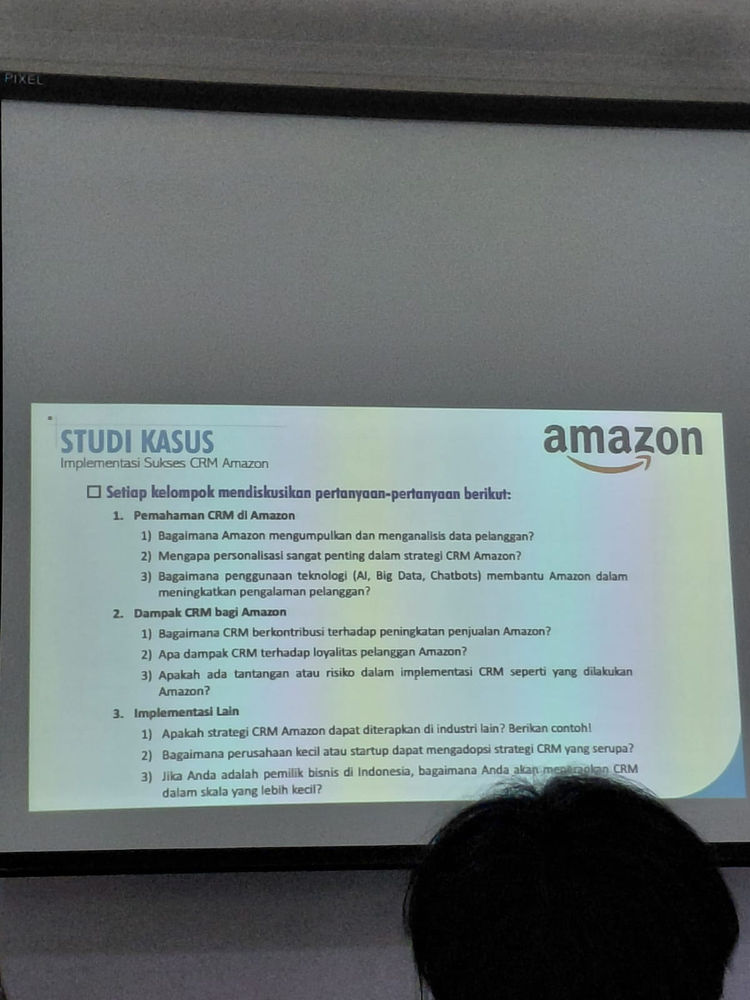 PIXEL
STUDI KASUS
Implementasi Sukses CRM Amazon
amazon
Setiap kelompok mendiskusikan pertanyaan-pertanyaan berikut:
1. Pemahaman CRM di Amazon
1) Bagaimana Amazon mengumpulkan dan menganalisis data pelanggan?
2) Mengapa personalisasi sangat penting dalam strategi CRM Amazon?
3) Bagaimana penggunaan teknologi (AI, Big Data, Chatbots) membantu Amazon dalam
meningkatkan pengalaman pelanggan?
2. Dampak CRM bagi Amazon
1) Bagaimana CRM berkontribusi terhadap peningkatan penjualan Amazon?
2) Apa dampak CRM terhadap loyalitas pelanggan Amazon?
3) Apakah ada tantangan atau risiko dalam implementasi CRM seperti yang dilakukan
Amazon?
3. Implementasi Lain
1) Apakah strategi CRM Amazon dapat diterapkan di industri lain? Berikan contoh!
2) Bagaimana perusahaan kecil atau startup dapat mengadopsi strategi CRM yang serupa?
3) Jika Anda adalah pemilik bisnis di Indonesia, bagaimana Anda akan menerapkan CRM
dalam skala yang lebih kecil?